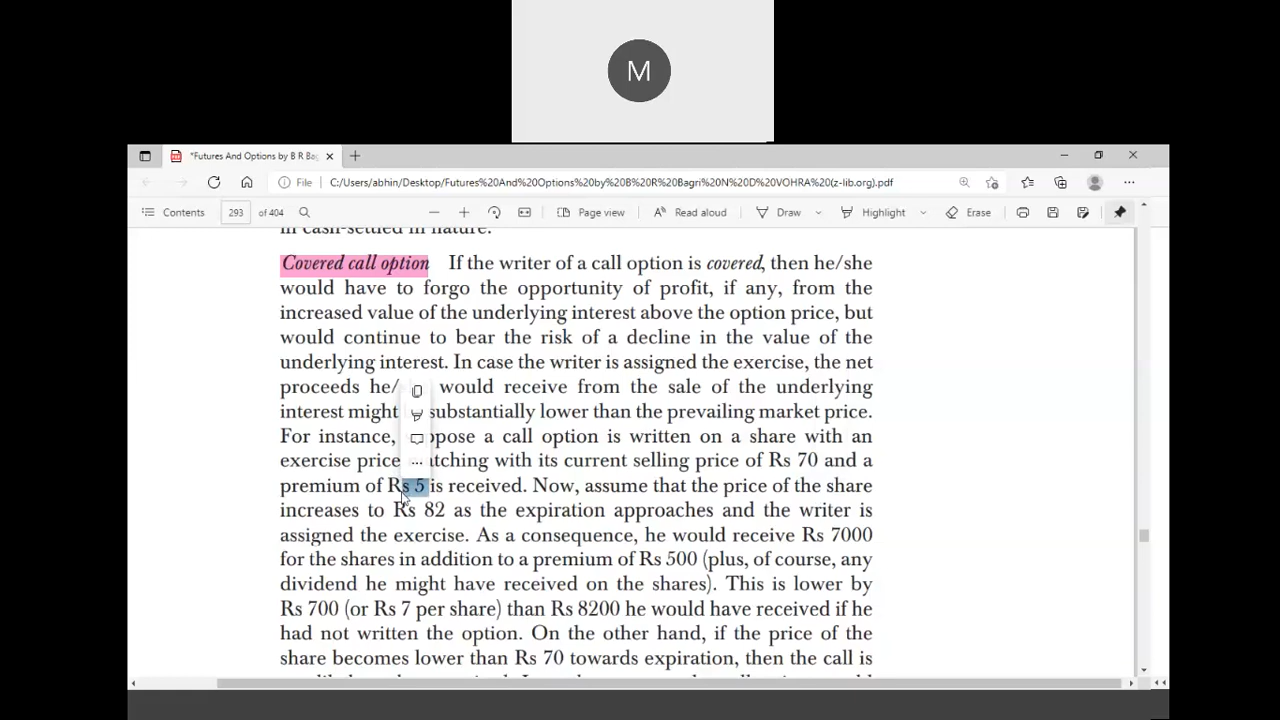 M
*Futures And Options by B R Bag
File C:/Users/abhin/Desktop/Futures%20And%20Options%20by%20B%20R%20Bagri%20N%20D%20VOHRA%20(z-lib.org).pdf
Contents 293 of 404 Page view Read aloud Draw Highlight Erase
in cash-settled in nature.
Covered call option If the writer of a call option is covered, then he/she
would have to forgo the opportunity of profit, if any, from the
increased value of the underlying interest above the option price, but
would continue to bear the risk of a decline in the value of the
underlying interest. In case the writer is assigned the exercise, the net
proceeds he/ would receive from the sale of the underlying
interest might substantially lower than the prevailing market price.
For instance, ppose a call option is written on a share with an
exercise price tching with its current selling price of Rs 70 and a
premium of Rs 5 is received. Now, assume that the price of the share
increases to Rs 82 as the expiration approaches and the writer is
assigned the exercise. As a consequence, he would receive Rs 7000
for the shares in addition to a premium of Rs 500 (plus, of course, any
dividend he might have received on the shares). This is lower by
Rs 700 (or Rs 7 per share) than Rs 8200 he would have received if he
had not written the option. On the other hand, if the price of the
share becomes lower than Rs 70 towards expiration, then the call is